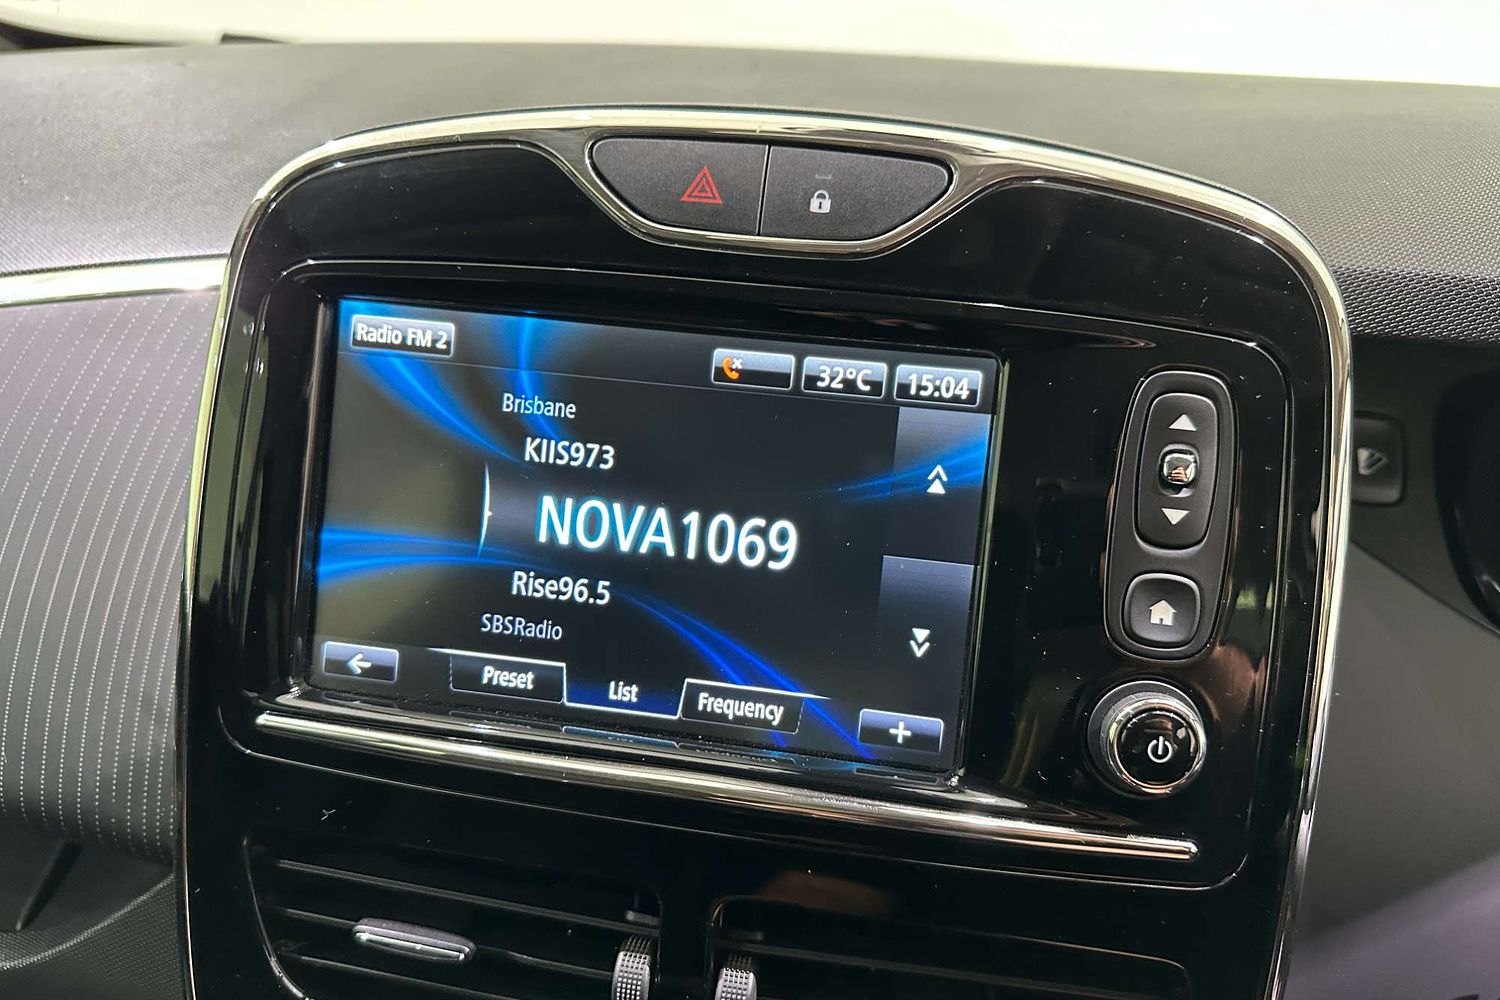 Radio FM 2
32°C
15:04
Brisbane
KIIS973
NOVA1069
Rise96.5
SBSRadio
Preset
List
Frequency
+